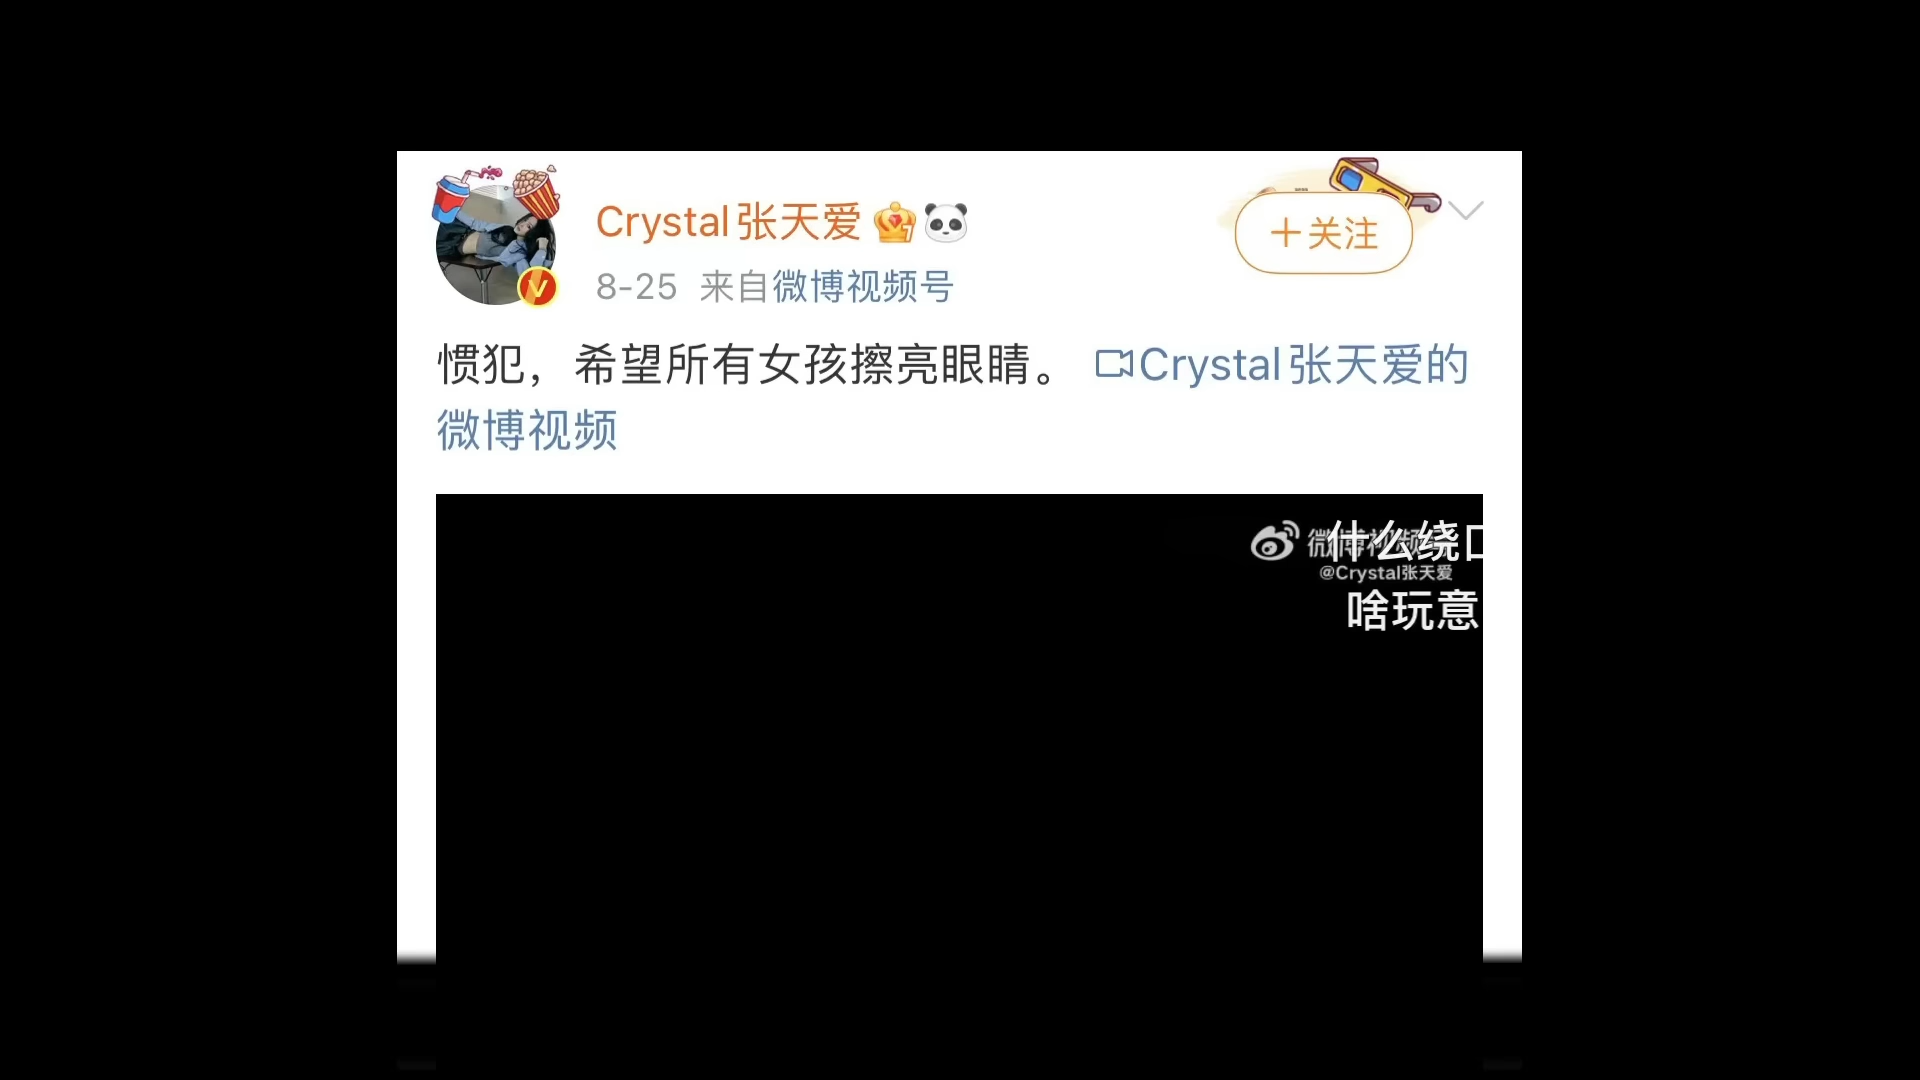 Crystal张天爱
+关注
8-25 来自微博视频号
惯犯，希望所有女孩擦亮眼睛。 Crystal张天爱的
微博视频
什么绕口
@Crystal张天爱
啥玩意